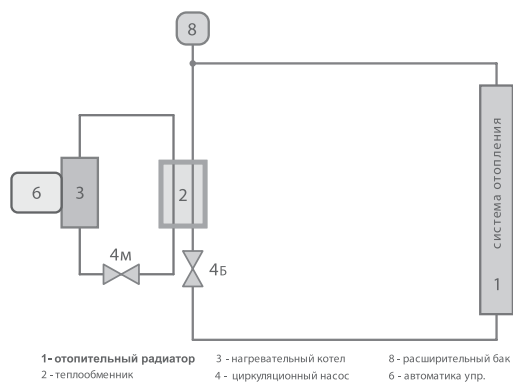 8
система отопления
6
3
2
4м
4Б
1
1- отопительный радиатор
3 - нагревательный котел
8 - расширительный бак
2 - теплообменник
4 - циркуляционный насос
6 - автоматика упр.